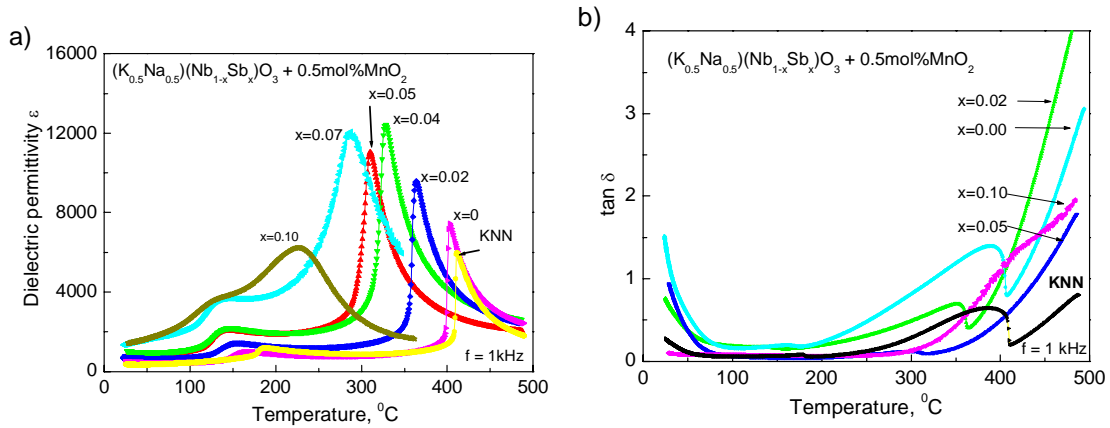 a)
(K0.5Na0.5)(Nb1-xSbx)O3 + 0.5mol%MnO2
x=0.05
x=0.04
x=0.07
x=0.02
x=0
KNN
x=0.10
f = 1kHz
Dielectric permittivity ε
16000
12000
8000
4000
0
0 100 200 300 400 500
Temperature, 0C
b)
(K0.5Na0.5)(Nb1-xSbx)O3 + 0.5mol%MnO2
x=0.02
x=0.00
x=0.10
x=0.05
KNN
f = 1 kHz
tan δ
4
3
2
1
0
0 100 200 300 400 500
Temperature, 0C